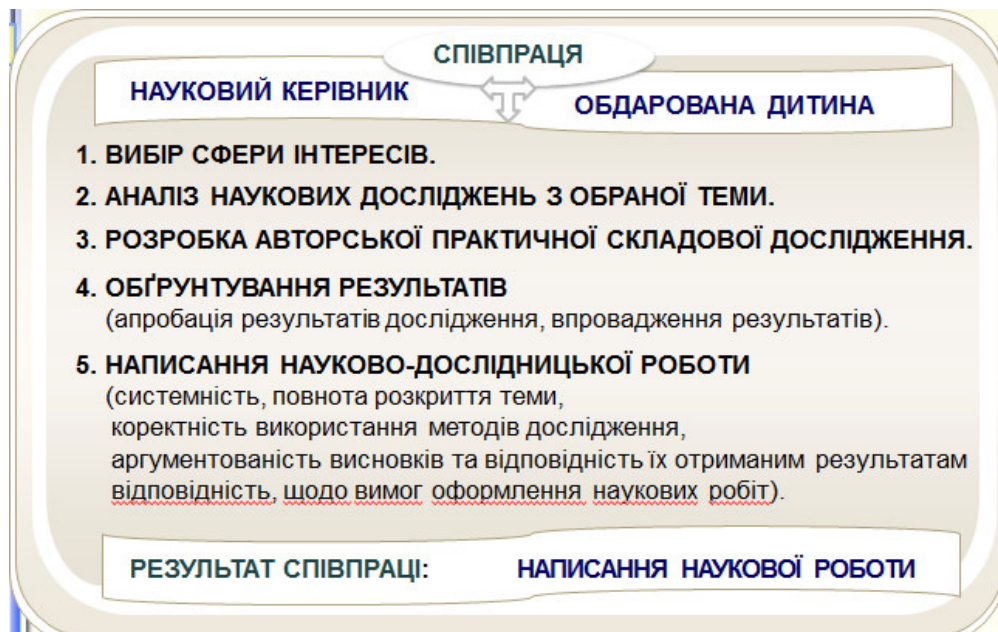 СПІВПРАЦЯ
НАУКОВИЙ КЕРІВНИК
ОБДАРОВАНА ДИТИНА
1. ВИБІР СФЕРИ ІНТЕРЕСІВ.
2. АНАЛІЗ НАУКОВИХ ДОСЛІДЖЕНЬ З ОБРАНОЇ ТЕМИ.
3. РОЗРОБКА АВТОРСЬКОЇ ПРАКТИЧНОЇ СКЛАДОВОЇ ДОСЛІДЖЕННЯ.
4. ОБҐРУНТУВАННЯ РЕЗУЛЬТАТІВ
(апробація результатів дослідження, впровадження результатів).
5. НАПИСАННЯ НАУКОВО-ДОСЛІДНИЦЬКОЇ РОБОТИ
(системність, повнота розкриття теми,
коректність використання методів дослідження,
аргументованість висновків та відповідність їх отриманим результатам
відповідність, щодо вимог оформлення наукових робіт).
РЕЗУЛЬТАТ СПІВПРАЦІ: НАПИСАННЯ НАУКОВОЇ РОБОТИ